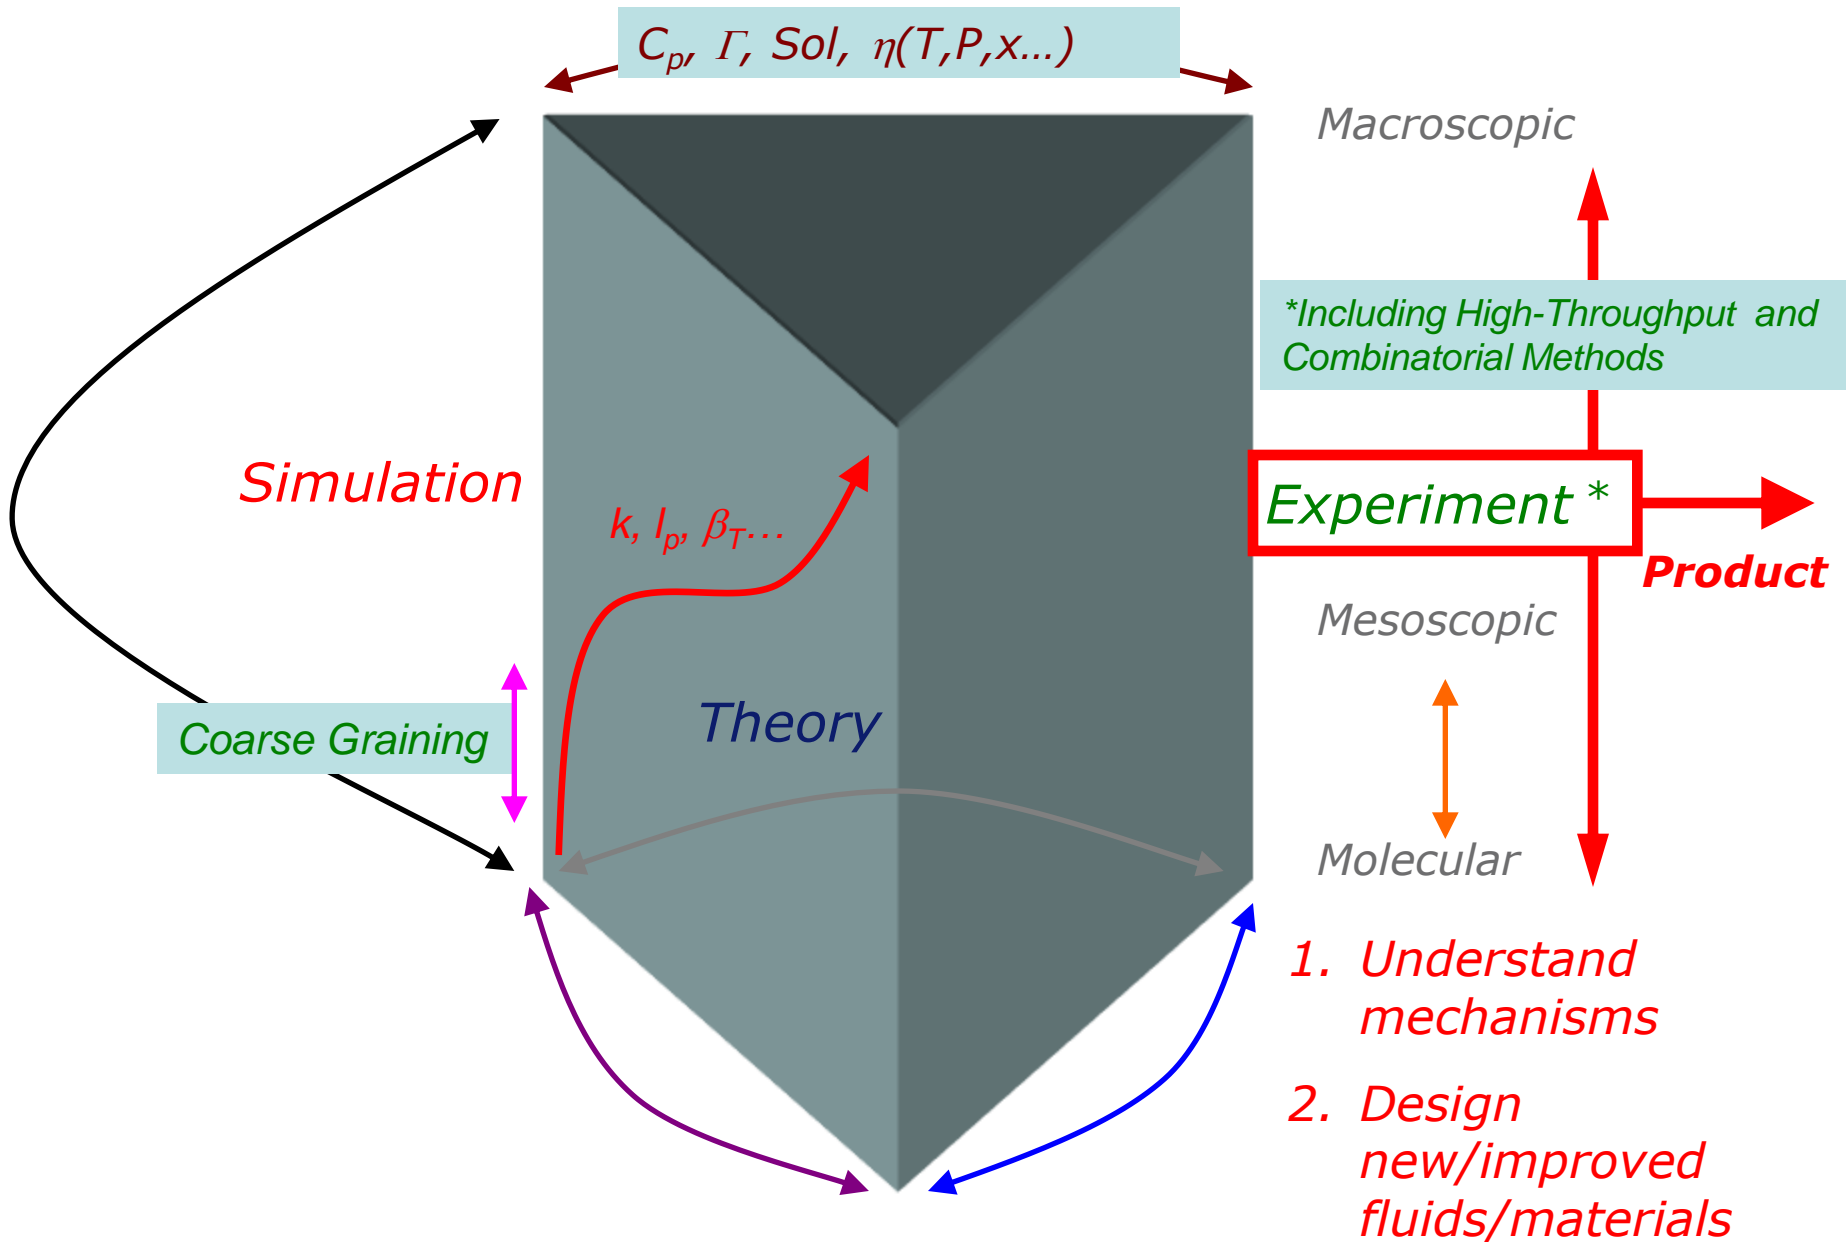 Cp, Γ, Sol, η(T,P,x…)
Macroscopic
*Including High-Throughput and
Combinatorial Methods
Simulation
Experiment *
k, lp, βT…
Product
Mesoscopic
Theory
Coarse Graining
Molecular
1. Understand
mechanisms
2. Design
new/improved
fluids/materials